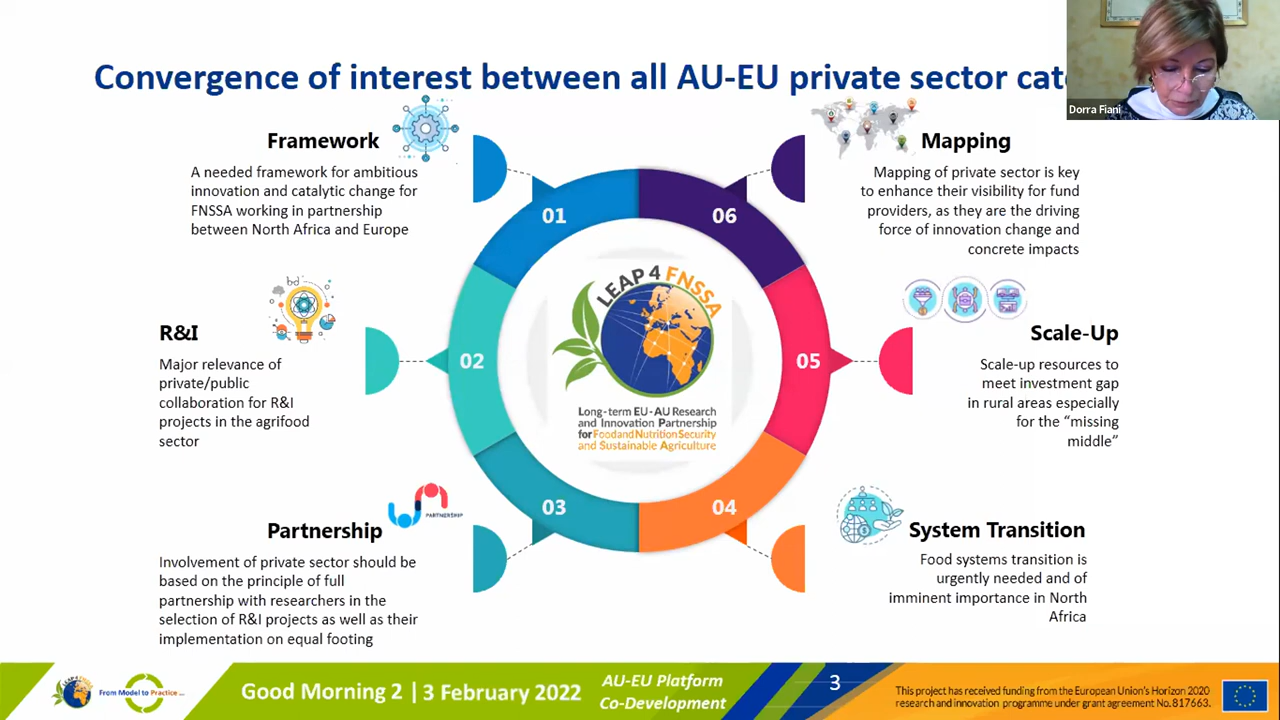 Convergence of interest between all AU-EU private sector
Dorra Fiani
Framework
A needed framework for ambitious
innovation and catalytic change for
FNSSA working in partnership
between North Africa and Europe
01
06
Mapping
Mapping of private sector is key
to enhance their visibility for fund
providers, as they are the driving
force of innovation change and
concrete impacts
R&I
Major relevance of
private/public
collaboration for R&I
projects in the agrifood
sector
02
LEAP 4 FNSSA
Long-term EU-AU Research
and Innovation Partnership
for Food and Nutrition Security
and Sustainable Agriculture
05
Scale-Up
Scale-up resources to
meet investment gap
in rural areas especially
for the “missing
middle”
Partnership
PARTNERSHIP
Involvement of private sector should be
based on the principle of full
partnership with researchers in the
selection of R&I projects as well as their
implementation on equal footing
03
04
System Transition
Food systems transition is
urgently needed and of
imminent importance in North
Africa
LEAP 4 FNSSA
From Model to Practice ...
Good Morning 2 | 3 February 2022
AU-EU Platform
Co-Development
3
This project has received funding from the European Union's Horizon 2020
research and innovation programme under grant agreement No. 817663.